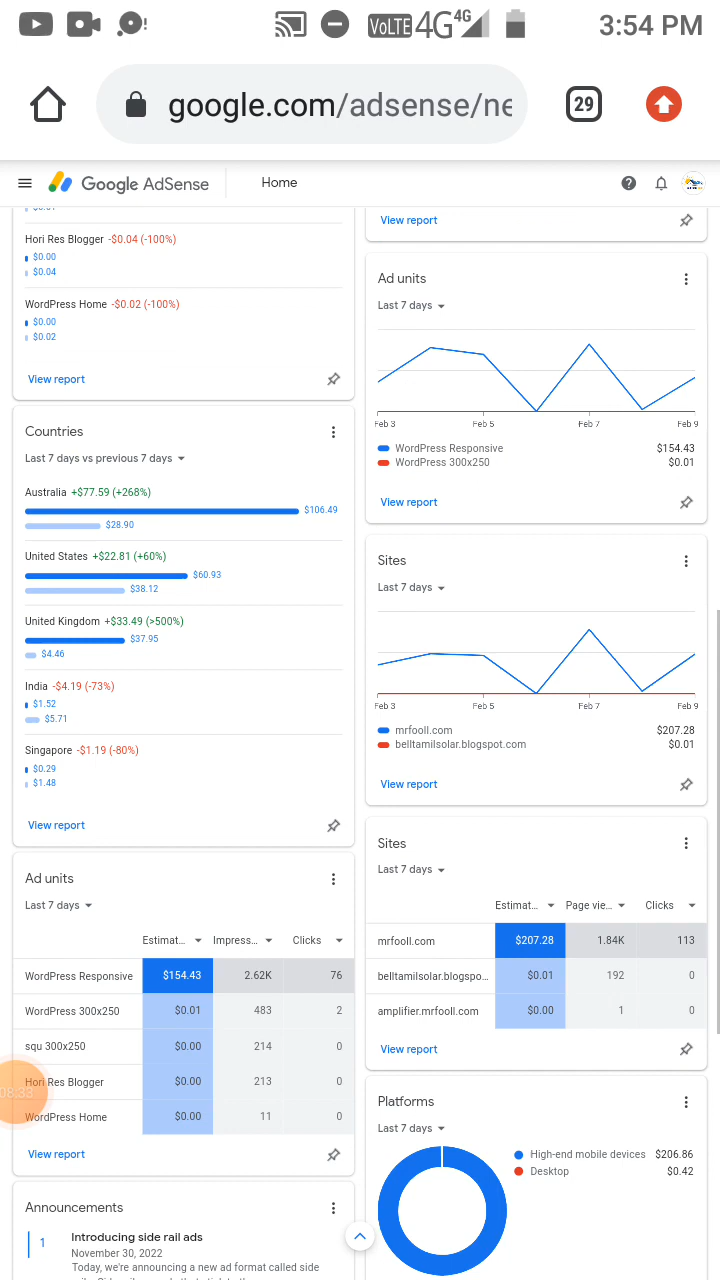 VoLTE 4G 4G 3:54 PM
google.com/adsense/ne
29
Google AdSense Home
Hori Res Blogger -$0.04 (-100%)
$0.00
$0.04
WordPress Home -$0.02 (-100%)
$0.00
$0.02
View report
Countries
Last 7 days vs previous 7 days
Australia +$77.59 (+268%)
$106.49
$28.90
United States +$22.81 (+60%)
$60.93
$38.12
United Kingdom +$33.49 (>500%)
$37.95
$4.46
India -$4.19 (-73%)
$1.52
$5.71
Singapore -$1.19 (-80%)
$0.29
$1.48
View report
Ad units
Last 7 days
Estimat... Impress... Clicks
WordPress Responsive $154.43 2.62K 76
WordPress 300x250 $0.01 483 2
squ 300x250 $0.00 214 0
Hori Res Blogger $0.00 213 0
WordPress Home $0.00 11 0
View report
08:33
Announcements
1 Introducing side rail ads
November 30, 2022
Today, we're announcing a new ad format called side
View report
Ad units
Last 7 days
Feb 3 Feb 5 Feb 7 Feb 9
WordPress Responsive $154.43
WordPress 300x250 $0.01
View report
Sites
Last 7 days
Feb 3 Feb 5 Feb 7 Feb 9
mrfooll.com $207.28
belltamilsolar.blogspot.com $0.01
View report
Sites
Last 7 days
Estimat... Page vie... Clicks
mrfooll.com $207.28 1.84K 113
belltamilsolar.blogspo... $0.01 192 0
amplifier.mrfooll.com $0.00 1 0
View report
Platforms
Last 7 days
High-end mobile devices $206.86
Desktop $0.42